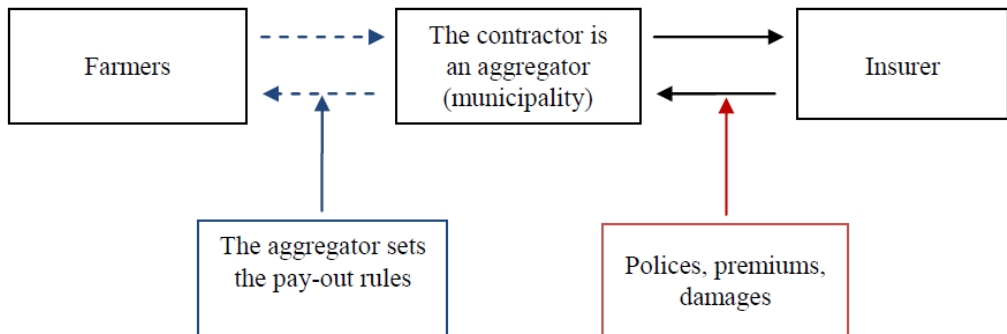 Farmers
The contractor is
an aggregator
(municipality)
Insurer
The aggregator sets
the pay-out rules
Polices, premiums,
damages